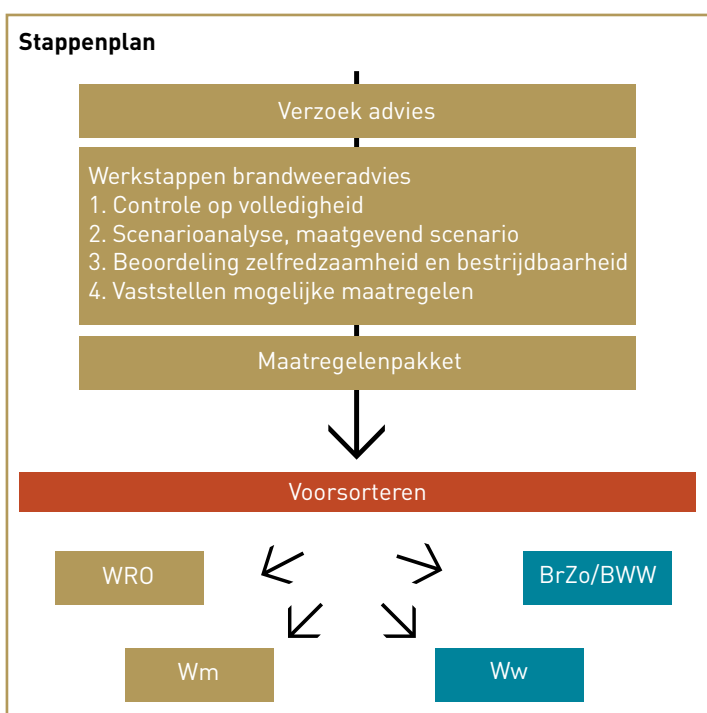 Stappenplan
Verzoek advies
Werkstappen brandweeradvies
1. Controle op volledigheid
2. Scenarioanalyse, maatgevend scenario
3. Beoordeling zelfredzaamheid en bestrijdbaarheid
4. Vaststellen mogelijke maatregelen
Maatregelenpakket
Voorsorteren
WRO
BrZo/BWW
Wm
Ww